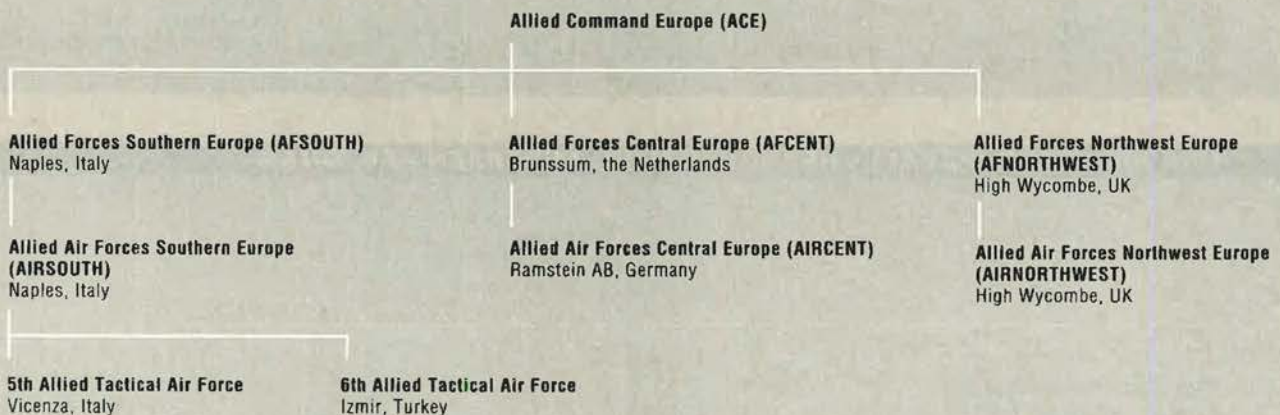 Allied Command Europe (ACE)
Allied Forces Southern Europe (AFSOUTH)
Naples, Italy
Allied Forces Central Europe (AFCENT)
Brunssum, the Netherlands
Allied Forces Northwest Europe
(AFNORTHWEST)
High Wycombe, UK
Allied Air Forces Southern Europe
(AIRSOUTH)
Naples, Italy
Allied Air Forces Central Europe (AIRCENT)
Ramstein AB, Germany
Allied Air Forces Northwest Europe
(AIRNORTHWEST)
High Wycombe, UK
5th Allied Tactical Air Force
Vicenza, Italy
6th Allied Tactical Air Force
Izmir, Turkey